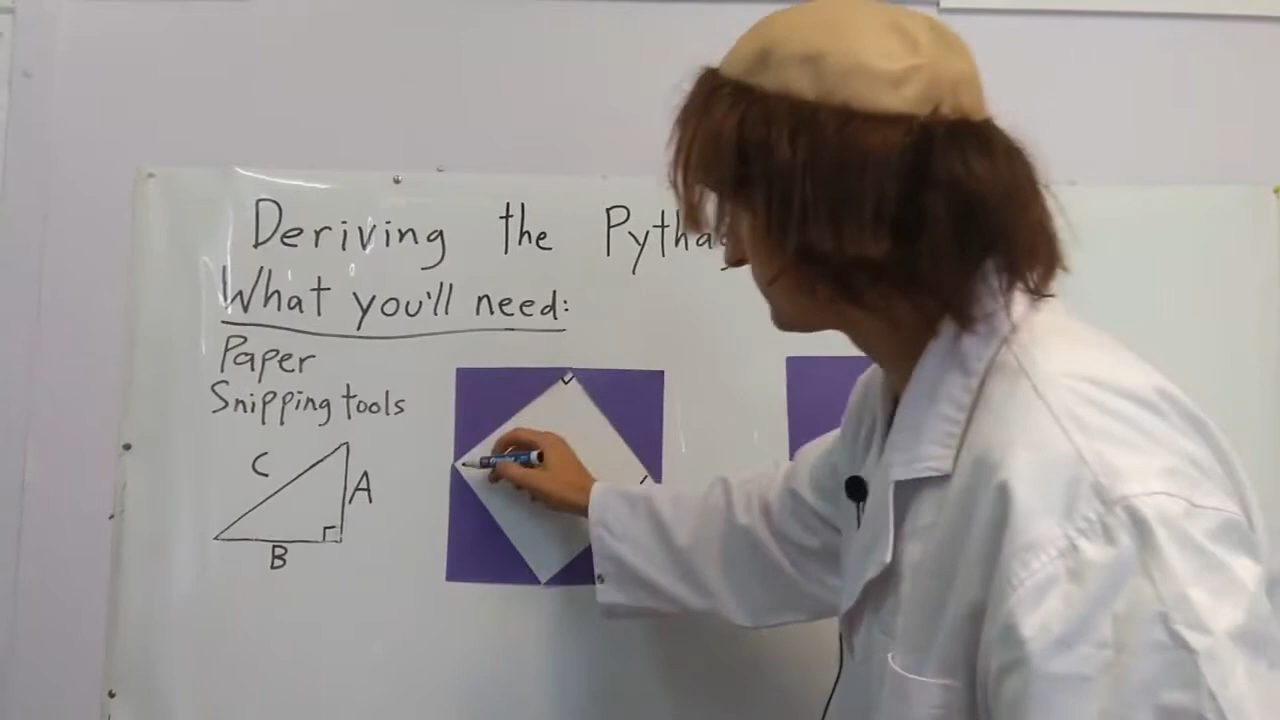 Deriving the Pytha
What you'll need:
Paper
Snipping tools
C
A
B